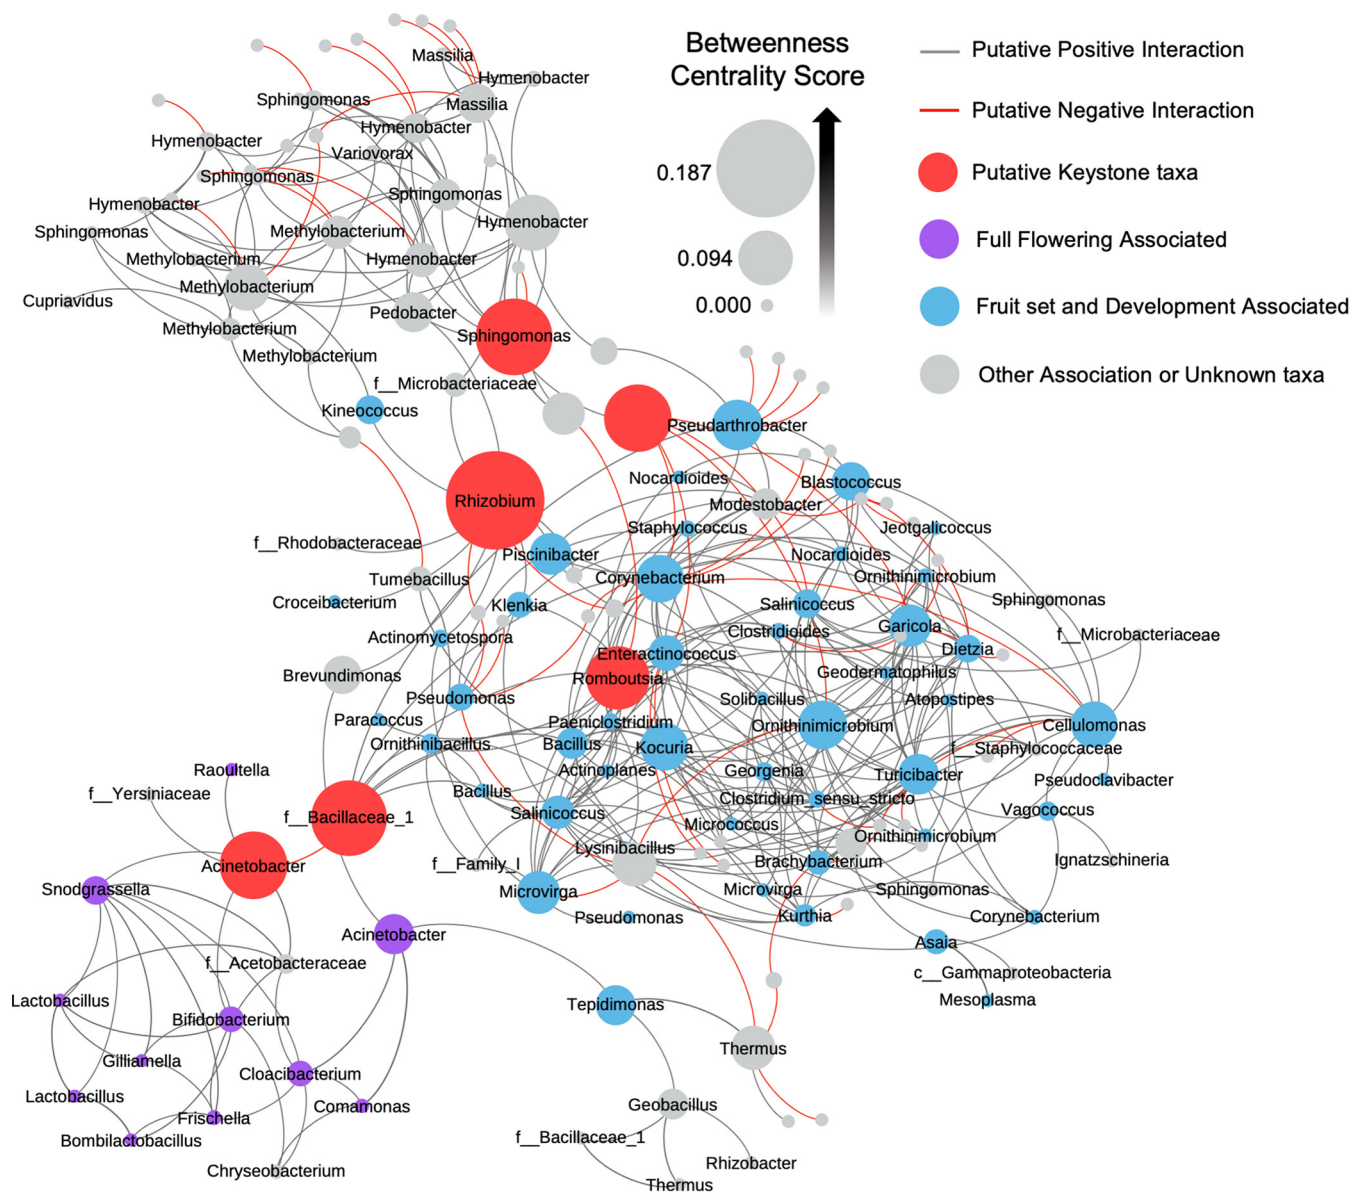 Betweenness
Centrality Score
0.187
0.094
0.000
Putative Positive Interaction
Putative Negative Interaction
Putative Keystone taxa
Full Flowering Associated
Fruit set and Development Associated
Other Association or Unknown taxa
Massilia
Hymenobacter
Sphingomonas
Massilia
Hymenobacter
Hymenobacter
Variovorax
Sphingomonas
Sphingomonas
Hymenobacter
Hymenobacter
Sphingomonas
Methylobacterium
Methylobacterium
Hymenobacter
Methylobacterium
Cupriavidus
Pedobacter
Methylobacterium
Sphingomonas
Methylobacterium
f__Microbacteriaceae
Kineococcus
Pseudarthrobacter
Nocardioides
Blastococcus
Rhizobium
Modestobacter
Staphylococcus
Jeotgalicoccus
f__Rhodobacteraceae
Piscinibacter
Nocardioides
Tumebacillus
Corynebacterium
Ornithinimicrobium
Croceibacterium
Klenkia
Salinicoccus
Sphingomonas
Actinomycetospora
Clostridioides
Garicola
f__Microbacteriaceae
Enteractinococcus
Dietzia
Brevundimonas
Romboutsia
Geodermatophilus
Pseudomonas
Solibacillus
Atopostipes
Paracoccus
Paeniclostridium
Ornithinimicrobium
Cellulomonas
Ornithinibacillus
Bacillus
Kocuria
f__Staphylococcaceae
Raoultella
Actinoplanes
Georgenia
Turicibacter
Pseudoclavibacter
f__Yersiniaceae
Bacillus
Clostridium_sensu_stricto
f__Bacillaceae_1
Salinicoccus
Micrococcus
Vagococcus
Ornithinimicrobium
Lysinibacillus
Acinetobacter
f__Family_I
Brachybacterium
Ignatzschineria
Snodgrassella
Microvirga
Microvirga
Sphingomonas
Pseudomonas
Kurthia
Corynebacterium
Acinetobacter
Asaia
f__Acetobacteraceae
c__Gammaproteobacteria
Lactobacillus
Tepidimonas
Mesoplasma
Bifidobacterium
Thermus
Gilliamella
Cloacibacterium
Lactobacillus
Comamonas
Geobacillus
Frischella
Bombilactobacillus
f__Bacillaceae_1
Chryseobacterium
Rhizobacter
Thermus